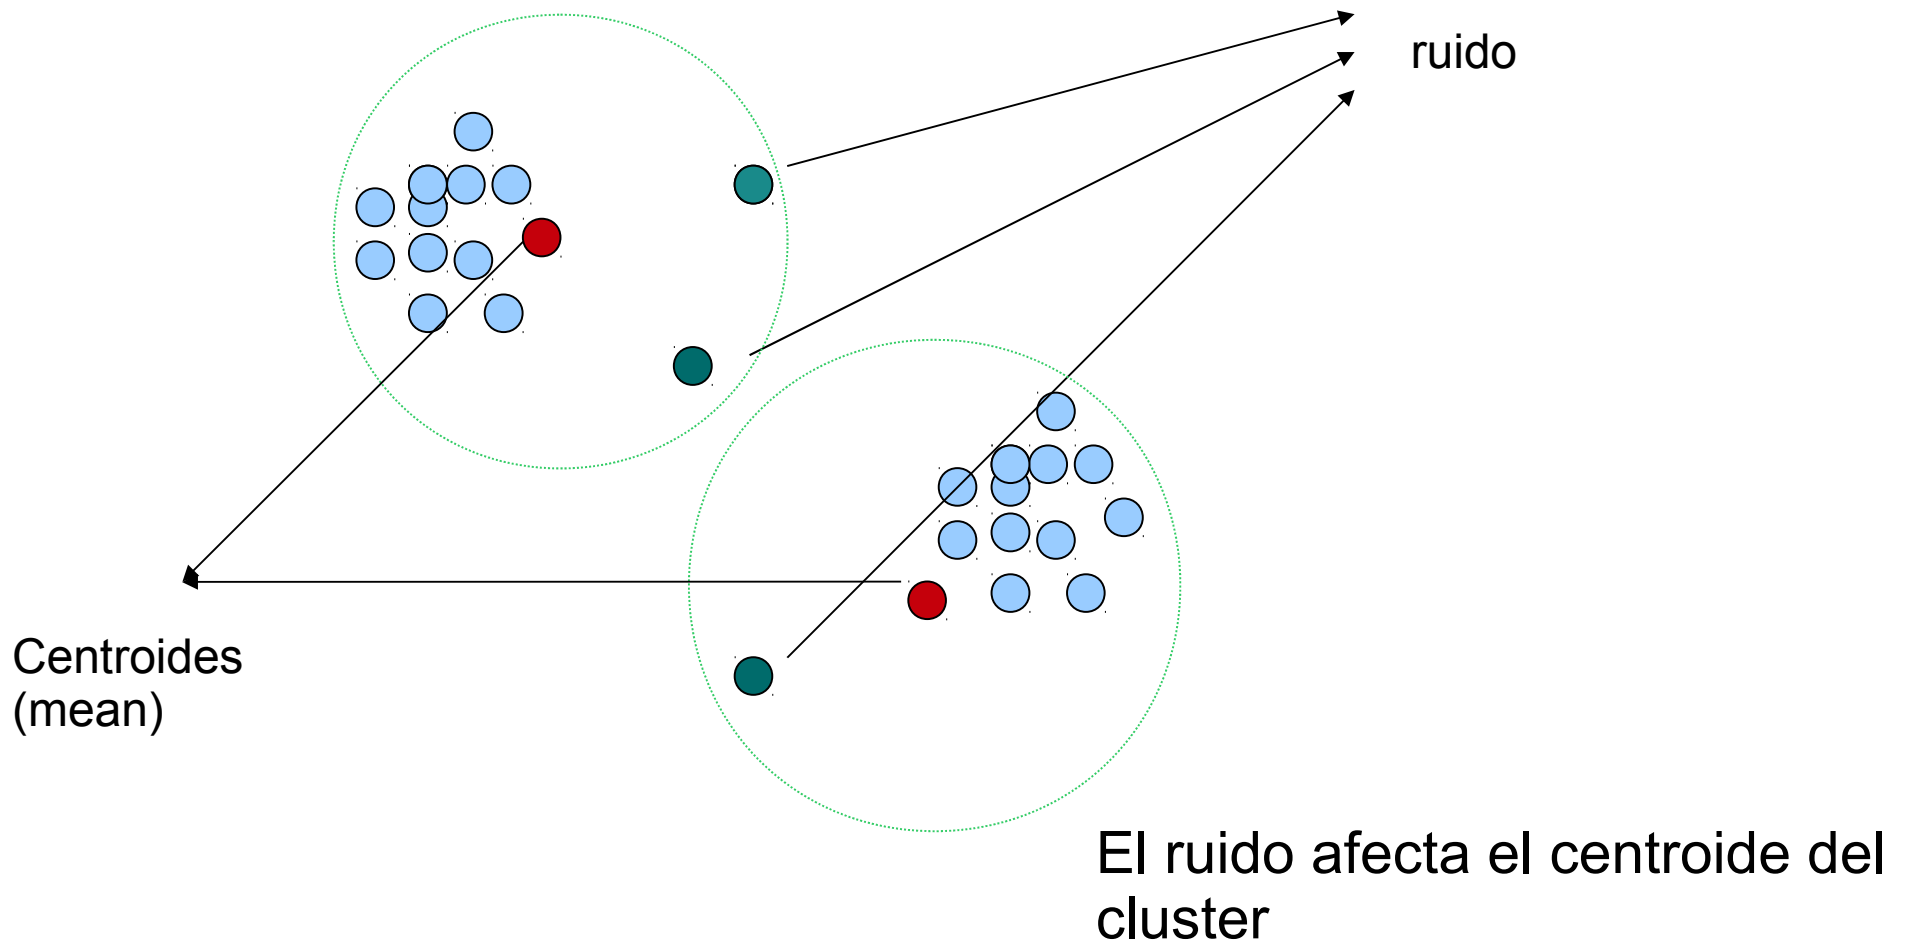 ruido
Centroides
(mean)
El ruido afecta el centroide del
cluster